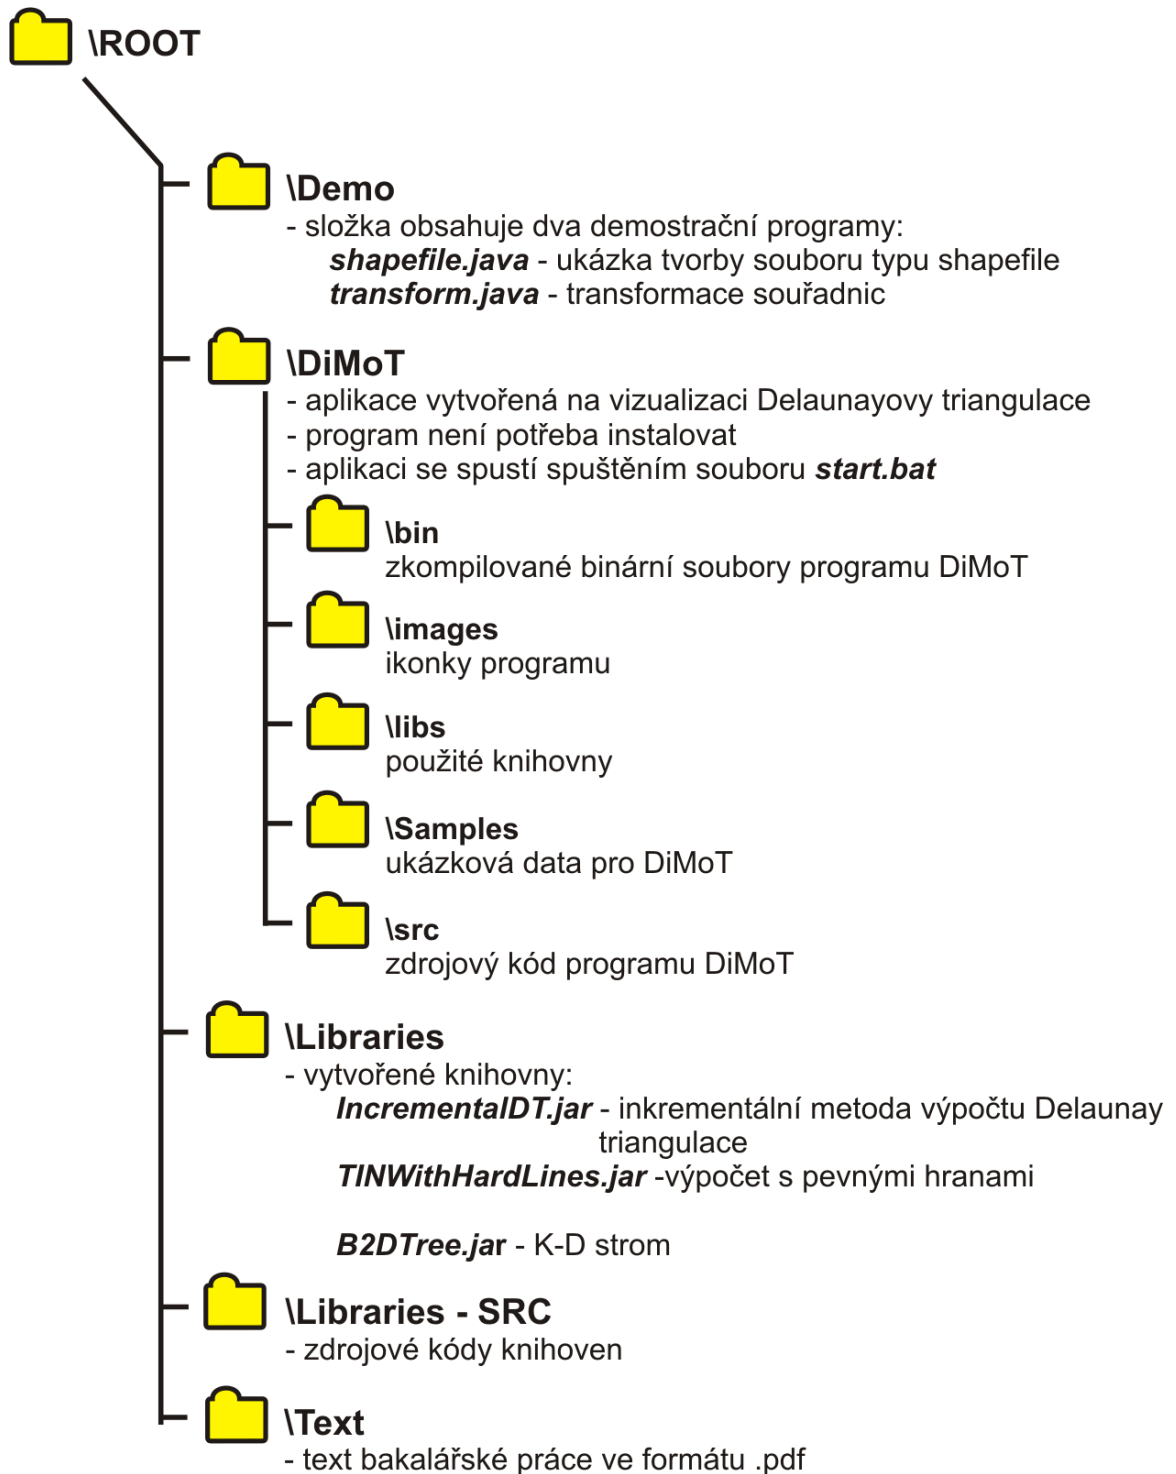 \ROOT
\Demo
- složka obsahuje dva demostrační programy:
shapefile.java - ukázka tvorby souboru typu shapefile
transform.java - transformace souřadnic
\DiMoT
- aplikace vytvořená na vizualizaci Delaunayovy triangulace
- program není potřeba instalovat
- aplikaci se spustí spuštěním souboru start.bat
\bin
zkompilované binární soubory programu DiMoT
\images
ikonky programu
\libs
použité knihovny
\Samples
ukázková data pro DiMoT
\src
zdrojový kód programu DiMoT
\Libraries
- vytvořené knihovny:
IncrementalDT.jar - inkrementální metoda výpočtu Delaunay
triangulace
TINWithHardLines.jar -výpočet s pevnými hranami
B2DTree.jar - K-D strom
\Libraries - SRC
- zdrojové kódy knihoven
\Text
- text bakalářské práce ve formátu .pdf